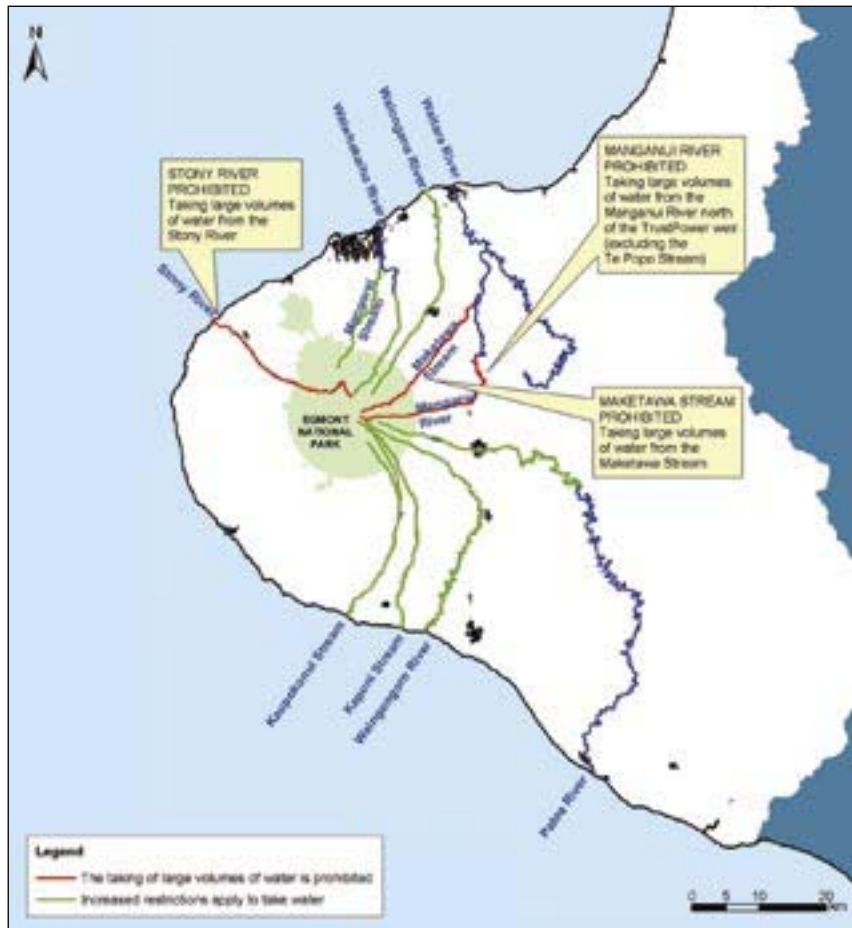 N
Waiwhakaiho River
Waiongana River
Waitara River
STONY RIVER
PROHIBITED
Taking large volumes
of water from the
Stony River
MANGANUI RIVER
PROHIBITED
Taking large volumes
of water from the
Manganui River north
of the TrustPower weir
(excluding the
Te Popo Stream)
Stony River
Mangaoraka
Stream
Maketawa
Stream
Manganui
River
EGMONT
NATIONAL
PARK
MAKETAWA STREAM
PROHIBITED
Taking large volumes
of water from the
Maketawa Stream
Kaupokonui Stream
Kapuni Stream
Waingongoro River
Patea River
Legend
The taking of large volumes of water is prohibited
Increased restrictions apply to take water
0 5 10 20
km